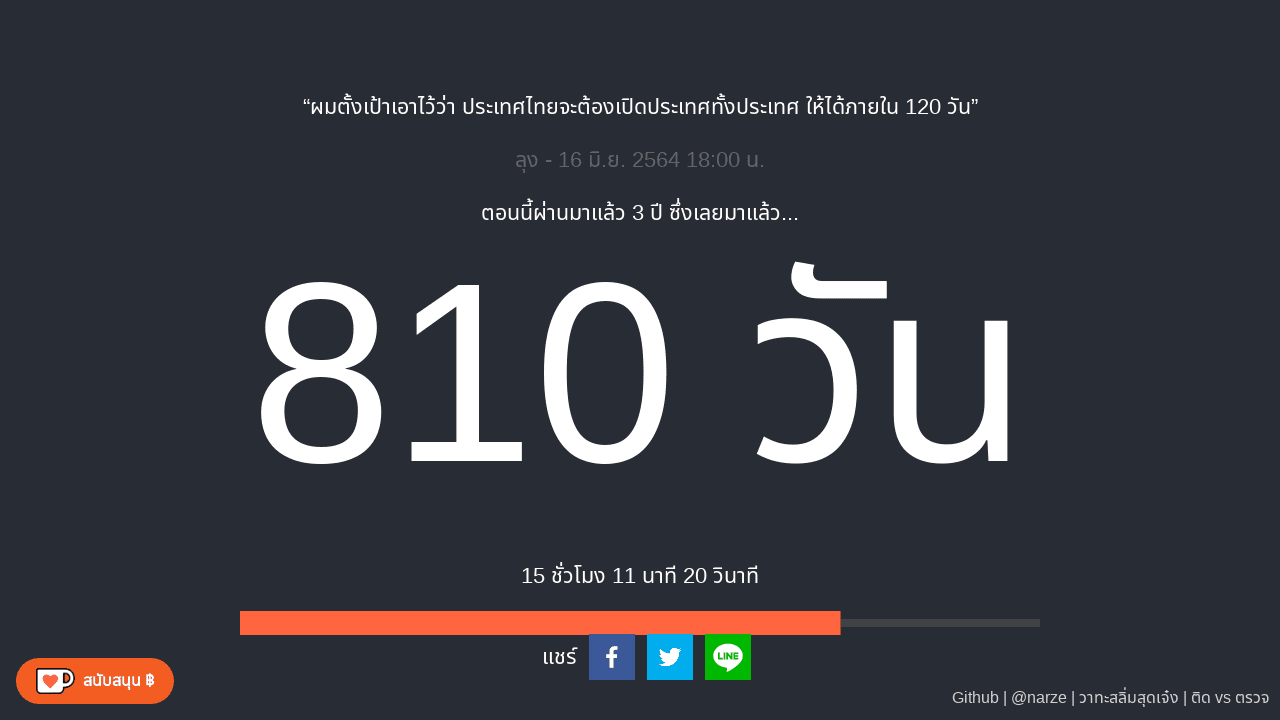 “ผมตั้งเป้าเอาไว้ว่า ประเทศไทยจะต้องเปิดประเทศทั้งประเทศ ให้ได้ภายใน 120 วัน”
ลุง - 16 มิ.ย. 2564 18:00 น.
ตอนนี้ผ่านมาแล้ว 3 ปี ซึ่งเลยมาแล้ว...
810 วัน
15 ชั่วโมง 11 นาที 20 วินาที
แชร์
LINE
สนับสนุน ฿
Github | @narze | วาทะสลิ่มสุดเจ๋ง | ติด vs ตรวจ